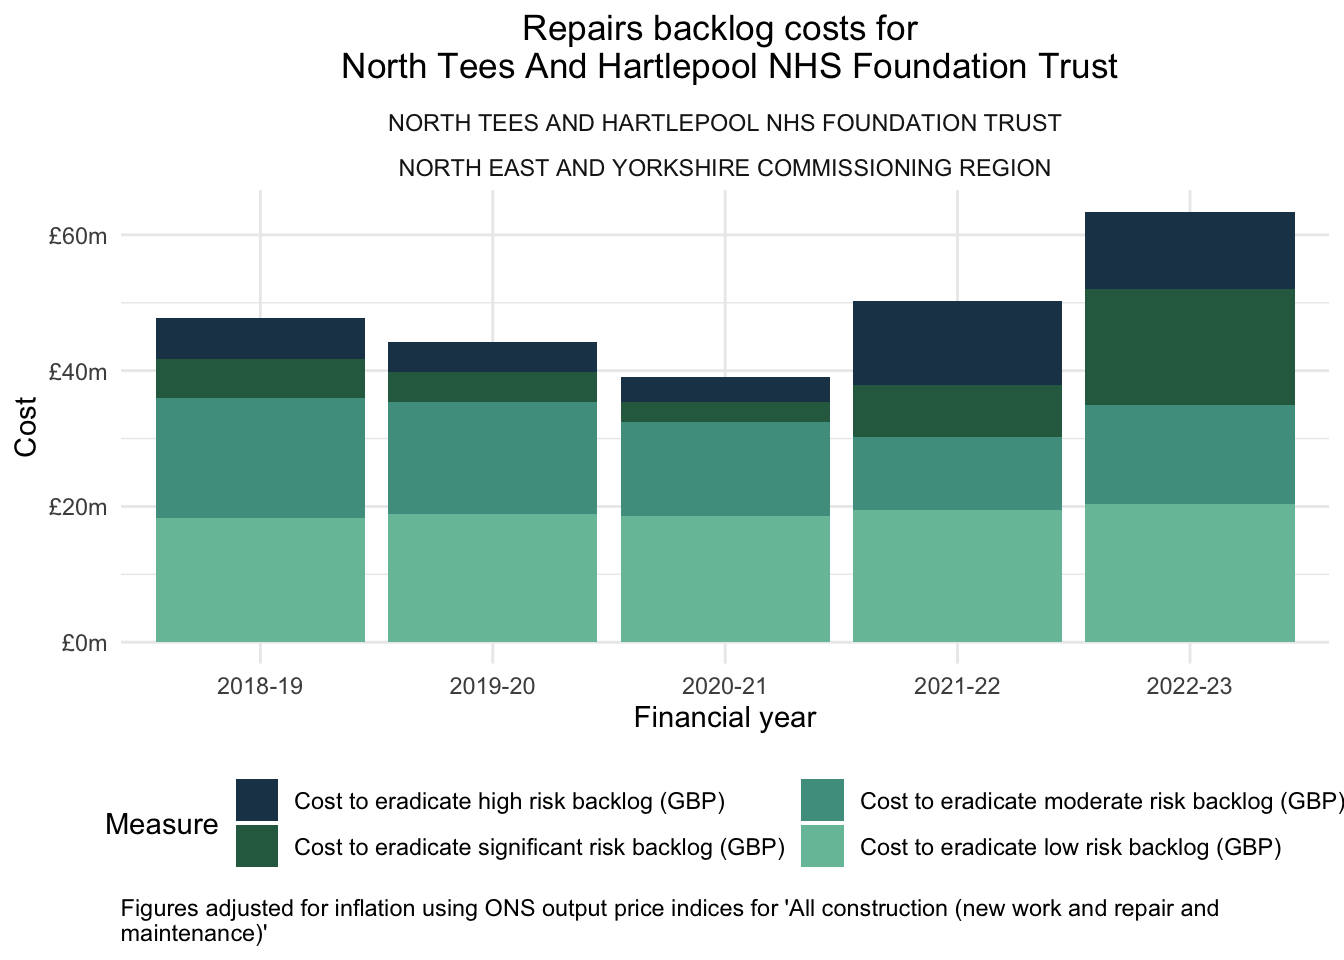 Repairs backlog costs for
North Tees And Hartlepool NHS Foundation Trust
NORTH TEES AND HARTLEPOOL NHS FOUNDATION TRUST
NORTH EAST AND YORKSHIRE COMMISSIONING REGION
£60m
£40m
£20m
£0m
Cost
2018-19 2019-20 2020-21 2021-22 2022-23
Financial year
Measure
Cost to eradicate high risk backlog (GBP)
Cost to eradicate significant risk backlog (GBP)
Cost to eradicate moderate risk backlog (GBP)
Cost to eradicate low risk backlog (GBP)
Figures adjusted for inflation using ONS output price indices for 'All construction (new work and repair and
maintenance)'